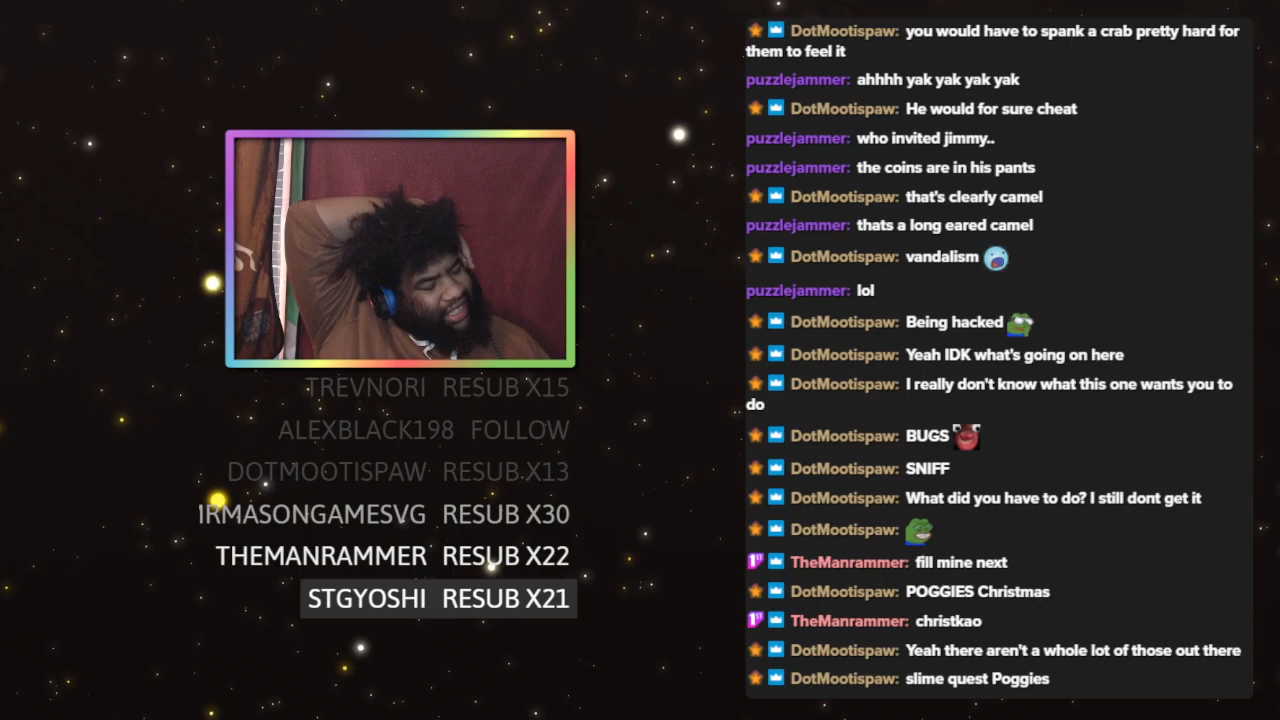 TREVNORI RESUB X15
ALEXBLACK198 FOLLOW
DOTMOOTISPAW RESUB X13
IRMASONGAMESVG RESUB X30
THEMANRAMMER RESUB X22
STGYOSHI RESUB X21
DotMootispaw: you would have to spank a crab pretty hard for
them to feel it
puzzlejammer: ahhhh yak yak yak yak
DotMootispaw: He would for sure cheat
puzzlejammer: who invited jimmy..
puzzlejammer: the coins are in his pants
DotMootispaw: that's clearly camel
puzzlejammer: thats a long eared camel
DotMootispaw: vandalism
puzzlejammer: lol
DotMootispaw: Being hacked
DotMootispaw: Yeah IDK what's going on here
DotMootispaw: I really don't know what this one wants you to
do
DotMootispaw: BUGS
DotMootispaw: SNIFF
DotMootispaw: What did you have to do? I still dont get it
DotMootispaw:
1st TheManrammer: fill mine next
DotMootispaw: POGGIES Christmas
1st TheManrammer: christkao
DotMootispaw: Yeah there aren't a whole lot of those out there
DotMootispaw: slime quest Poggies